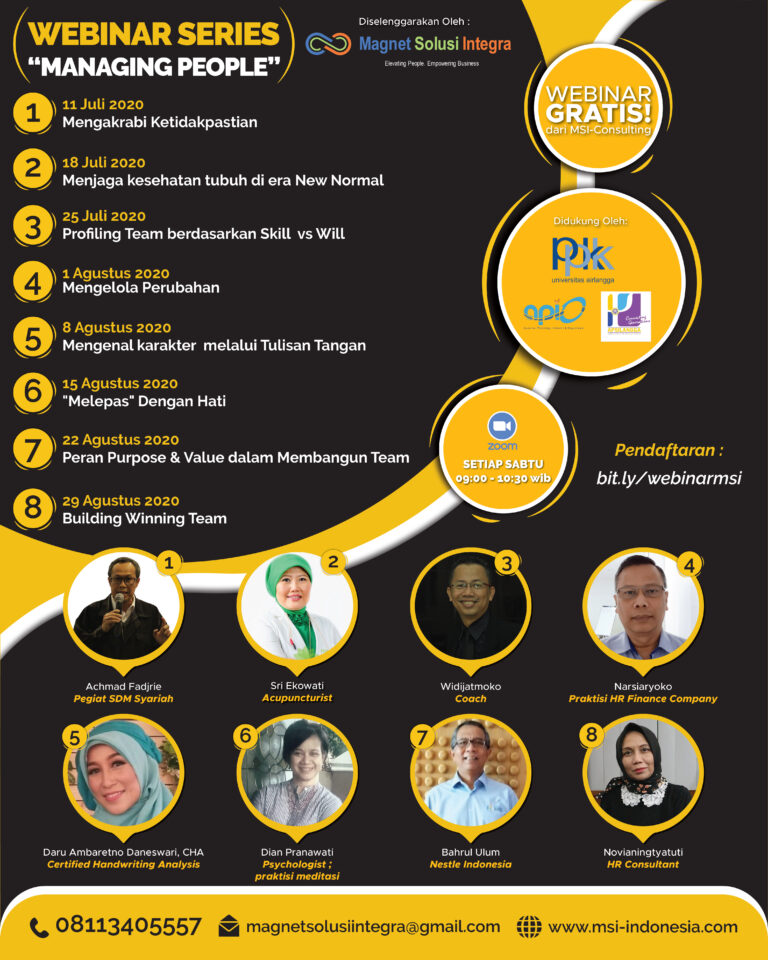 WEBINAR SERIES
“MANAGING PEOPLE”
Diselenggarakan Oleh :
Magnet Solusi Integra
Elevating People. Empowering Business
1
11 Juli 2020
Mengakrabi Ketidakpastian
2
18 Juli 2020
Menjaga kesehatan tubuh di era New Normal
3
25 Juli 2020
Profiling Team berdasarkan Skill vs Will
4
1 Agustus 2020
Mengelola Perubahan
5
8 Agustus 2020
Mengenal karakter melalui Tulisan Tangan
6
15 Agustus 2020
"Melepas" Dengan Hati
7
22 Agustus 2020
Peran Purpose & Value dalam Membangun Team
8
29 Agustus 2020
Building Winning Team
WEBINAR
GRATIS!
dari MSI-Consulting
Didukung Oleh:
ppkk
universitas airlangga
apio
zoom
SETIAP SABTU
09:00 - 10:30 wib
Pendaftaran :
bit.ly/webinarmsi
1
Achmad Fadjrie
Pegiat SDM Syariah
2
Sri Ekowati
Acupuncturist
3
Widijatmoko
Coach
4
Narsiaryoko
Praktisi HR Finance Company
5
Daru Ambaretno Daneswari, CHA
Certified Handwriting Analysis
6
Dian Pranawati
Psychologist ;
praktisi meditasi
7
Bahrul Ulum
Nestle Indonesia
8
Novianingtyatuti
HR Consultant
08113405557
magnetsolusiintegra@gmail.com
www.msi-indonesia.com